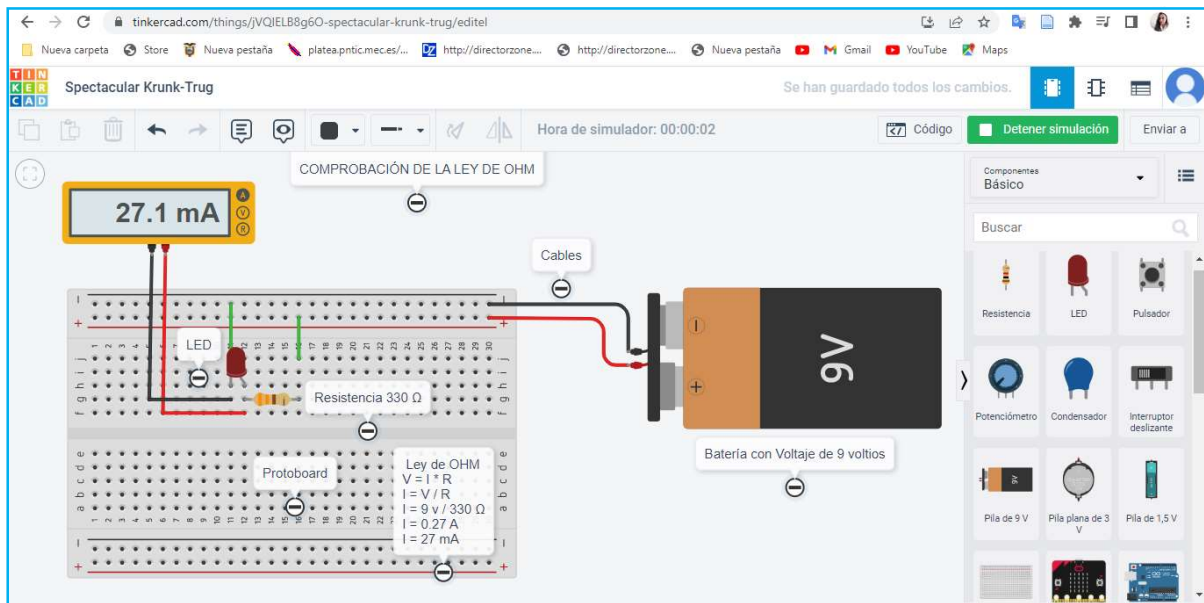 tinkercad.com/things/jVQIELB8g6O-spectacular-krunk-trug/editel
Nueva carpeta Store Nueva pestaña platea.pntic.mec.es/... DZ http://directorzone.... http://directorzone.... Nueva pestaña Gmail YouTube Maps
TIN
KER
CAD
Spectacular Krunk-Trug
Se han guardado todos los cambios.
Hora de simulador: 00:00:02
Código
Detener simulación
Enviar a
COMPROBACIÓN DE LA LEY DE OHM
27.1 mA
A
V
R
Cables
LED
Resistencia 330 Ω
Protoboard
Ley de OHM
V = I * R
I = V / R
I = 9 v / 330 Ω
I = 0.27 A
I = 27 mA
9V
Batería con Voltaje de 9 voltios
Componentes
Básico
Buscar
Resistencia
LED
Pulsador
Potenciómetro
Condensador
Interruptor
deslizante
Pila de 9 V
Pila plana de 3
V
Pila de 1,5 V